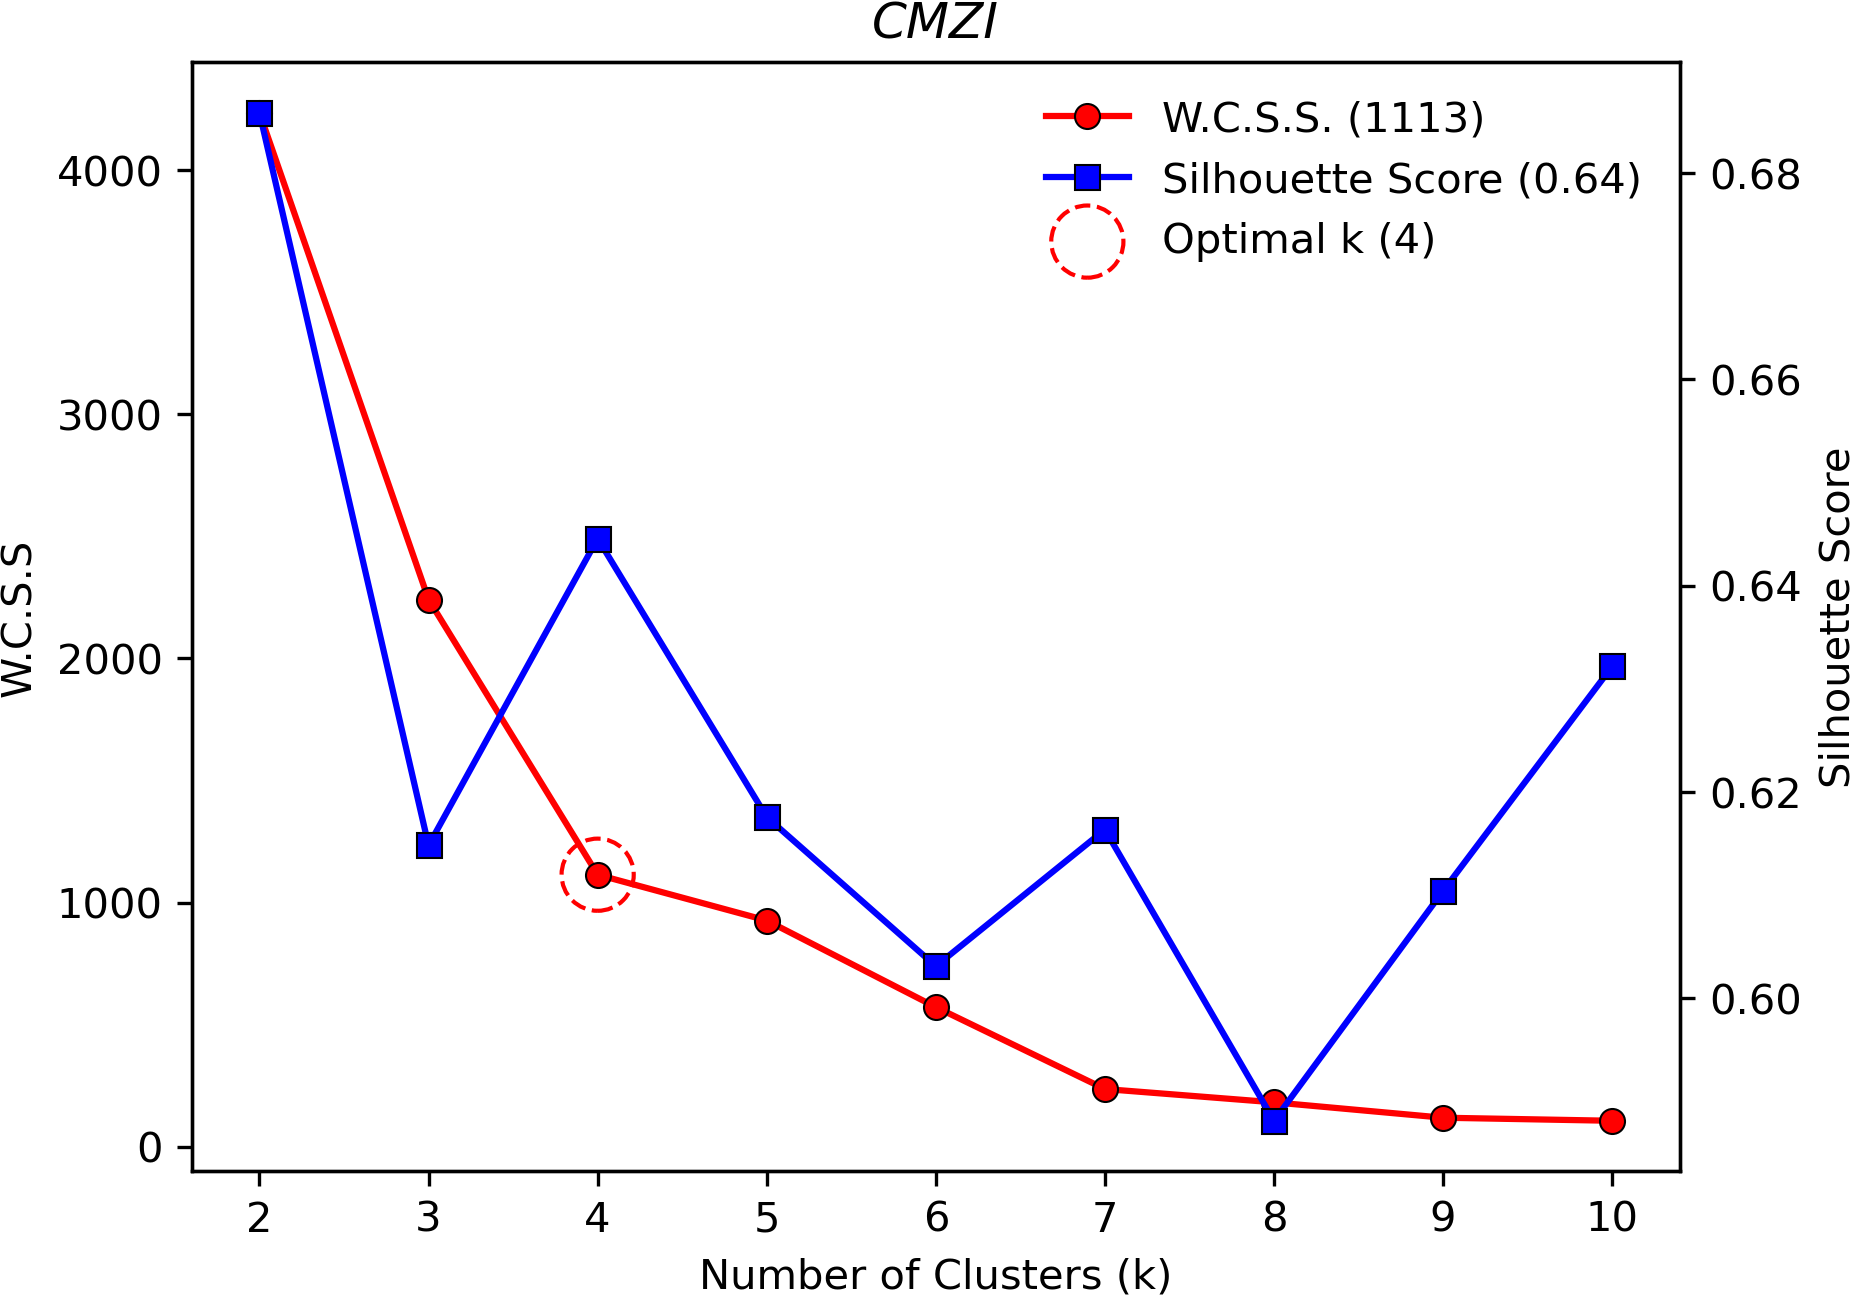 CMZI
W.C.S.S. (1113)
Silhouette Score (0.64)
Optimal k (4)
4000
3000
2000
1000
0
W.C.S.S
0.68
0.66
0.64
0.62
0.60
Silhouette Score
2 3 4 5 6 7 8 9 10
Number of Clusters (k)